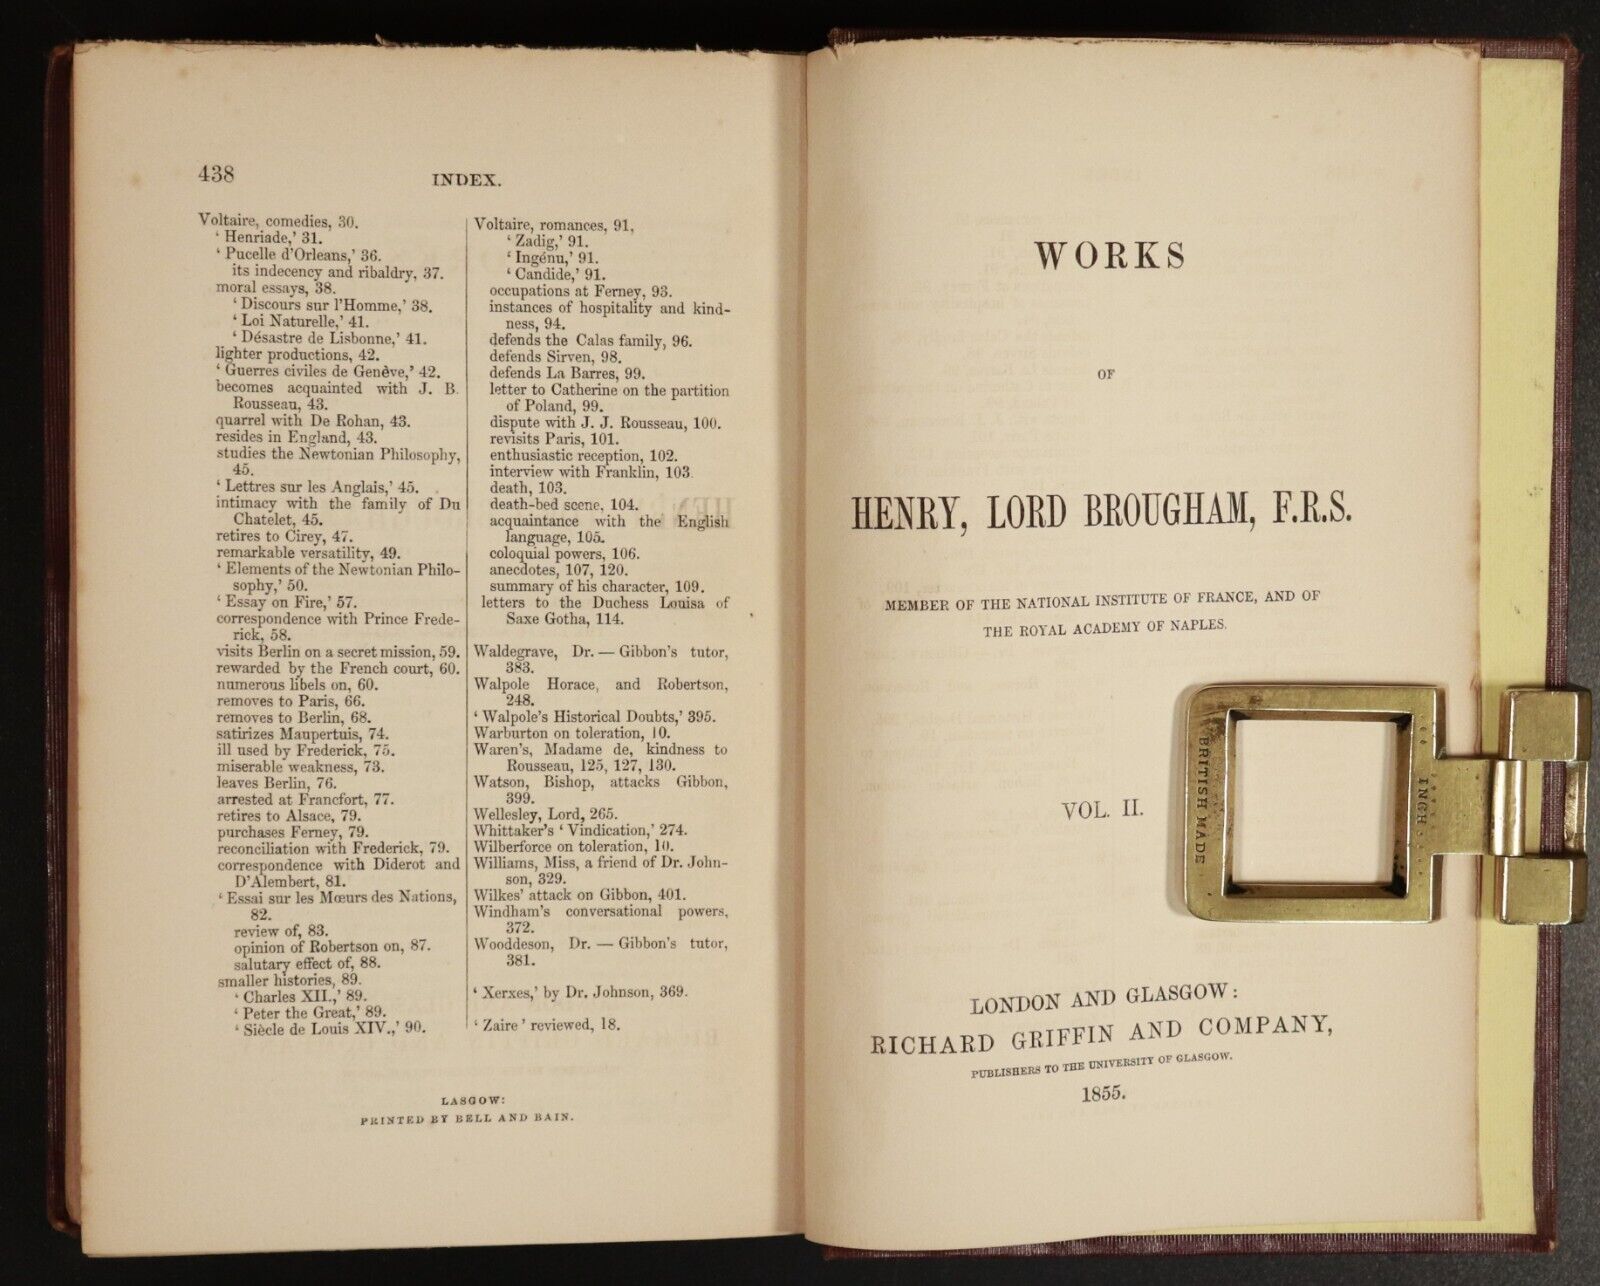 438
INDEX.
Voltaire, comedies, 30.
‘ Henriade,’ 31.
‘ Pucelle d’Orleans,’ 36.
its indecency and ribaldry, 37.
moral essays, 38.
‘ Discours sur l’Homme,’ 38.
‘ Loi Naturelle,’ 41.
‘ Désastre de Lisbonne,’ 41.
lighter productions, 42.
‘ Guerres civiles de Genève,’ 42.
becomes acquainted with J. B.
Rousseau, 43.
quarrel with De Rohan, 43.
resides in England, 43.
studies the Newtonian Philosophy,
45.
‘ Lettres sur les Anglais,’ 45.
intimacy with the family of Du
Chatelet, 45.
retires to Cirey, 47.
remarkable versatility, 49.
‘ Elements of the Newtonian Philo-
sophy,’ 50.
‘ Essay on Fire,’ 57.
correspondence with Prince Frede-
rick, 58.
visits Berlin on a secret mission, 59.
rewarded by the French court, 60.
numerous libels on, 60.
removes to Paris, 66.
removes to Berlin, 68.
satirizes Maupertuis, 74.
ill used by Frederick, 75.
miserable weakness, 73.
leaves Berlin, 76.
arrested at Francfort, 77.
retires to Alsace, 79.
purchases Ferney, 79.
reconciliation with Frederick, 79.
correspondence with Diderot and
D’Alembert, 81.
‘ Essai sur les Mœurs des Nations,
82.
review of, 83.
opinion of Robertson on, 87.
salutary effect of, 88.
smaller histories, 89.
‘ Charles XII.,’ 89.
‘ Peter the Great,’ 89.
‘ Siècle de Louis XIV.,’ 90.
Voltaire, romances, 91,
‘ Zadig,’ 91.
‘ Ingénu,’ 91.
‘ Candide,’ 91.
occupations at Ferney, 93.
instances of hospitality and kind-
ness, 94.
defends the Calas family, 96.
defends Sirven, 98.
defends La Barres, 99.
letter to Catherine on the partition
of Poland, 99.
dispute with J. J. Rousseau, 100.
revisits Paris, 101.
enthusiastic reception, 102.
interview with Franklin, 103.
death, 103.
death-bed scene, 104.
acquaintance with the English
language, 105.
coloquial powers, 106.
anecdotes, 107, 120.
summary of his character, 109.
letters to the Duchess Louisa of
Saxe Gotha, 114.
Waldegrave, Dr. — Gibbon’s tutor,
383.
Walpole Horace, and Robertson,
248.
‘ Walpole’s Historical Doubts,’ 395.
Warburton on toleration, 10.
Waren’s, Madame de, kindness to
Rousseau, 125, 127, 130.
Watson, Bishop, attacks Gibbon,
399.
Wellesley, Lord, 265.
Whittaker’s ‘ Vindication,’ 274.
Wilberforce on toleration, 10.
Williams, Miss, a friend of Dr. John-
son, 329.
Wilkes’ attack on Gibbon, 401.
Windham’s conversational powers,
372.
Wooddeson, Dr. — Gibbon’s tutor,
381.
‘ Xerxes,’ by Dr. Johnson, 369.
‘ Zaire ’ reviewed, 18.
LASGOW:
PRINTED BY BELL AND BAIN.
WORKS
OF
HENRY, LORD BROUGHAM, F.R.S.
MEMBER OF THE NATIONAL INSTITUTE OF FRANCE, AND OF
THE ROYAL ACADEMY OF NAPLES.
VOL. II.
LONDON AND GLASGOW:
RICHARD GRIFFIN AND COMPANY,
PUBLISHERS TO THE UNIVERSITY OF GLASGOW.
1855.
BRITISH MADE